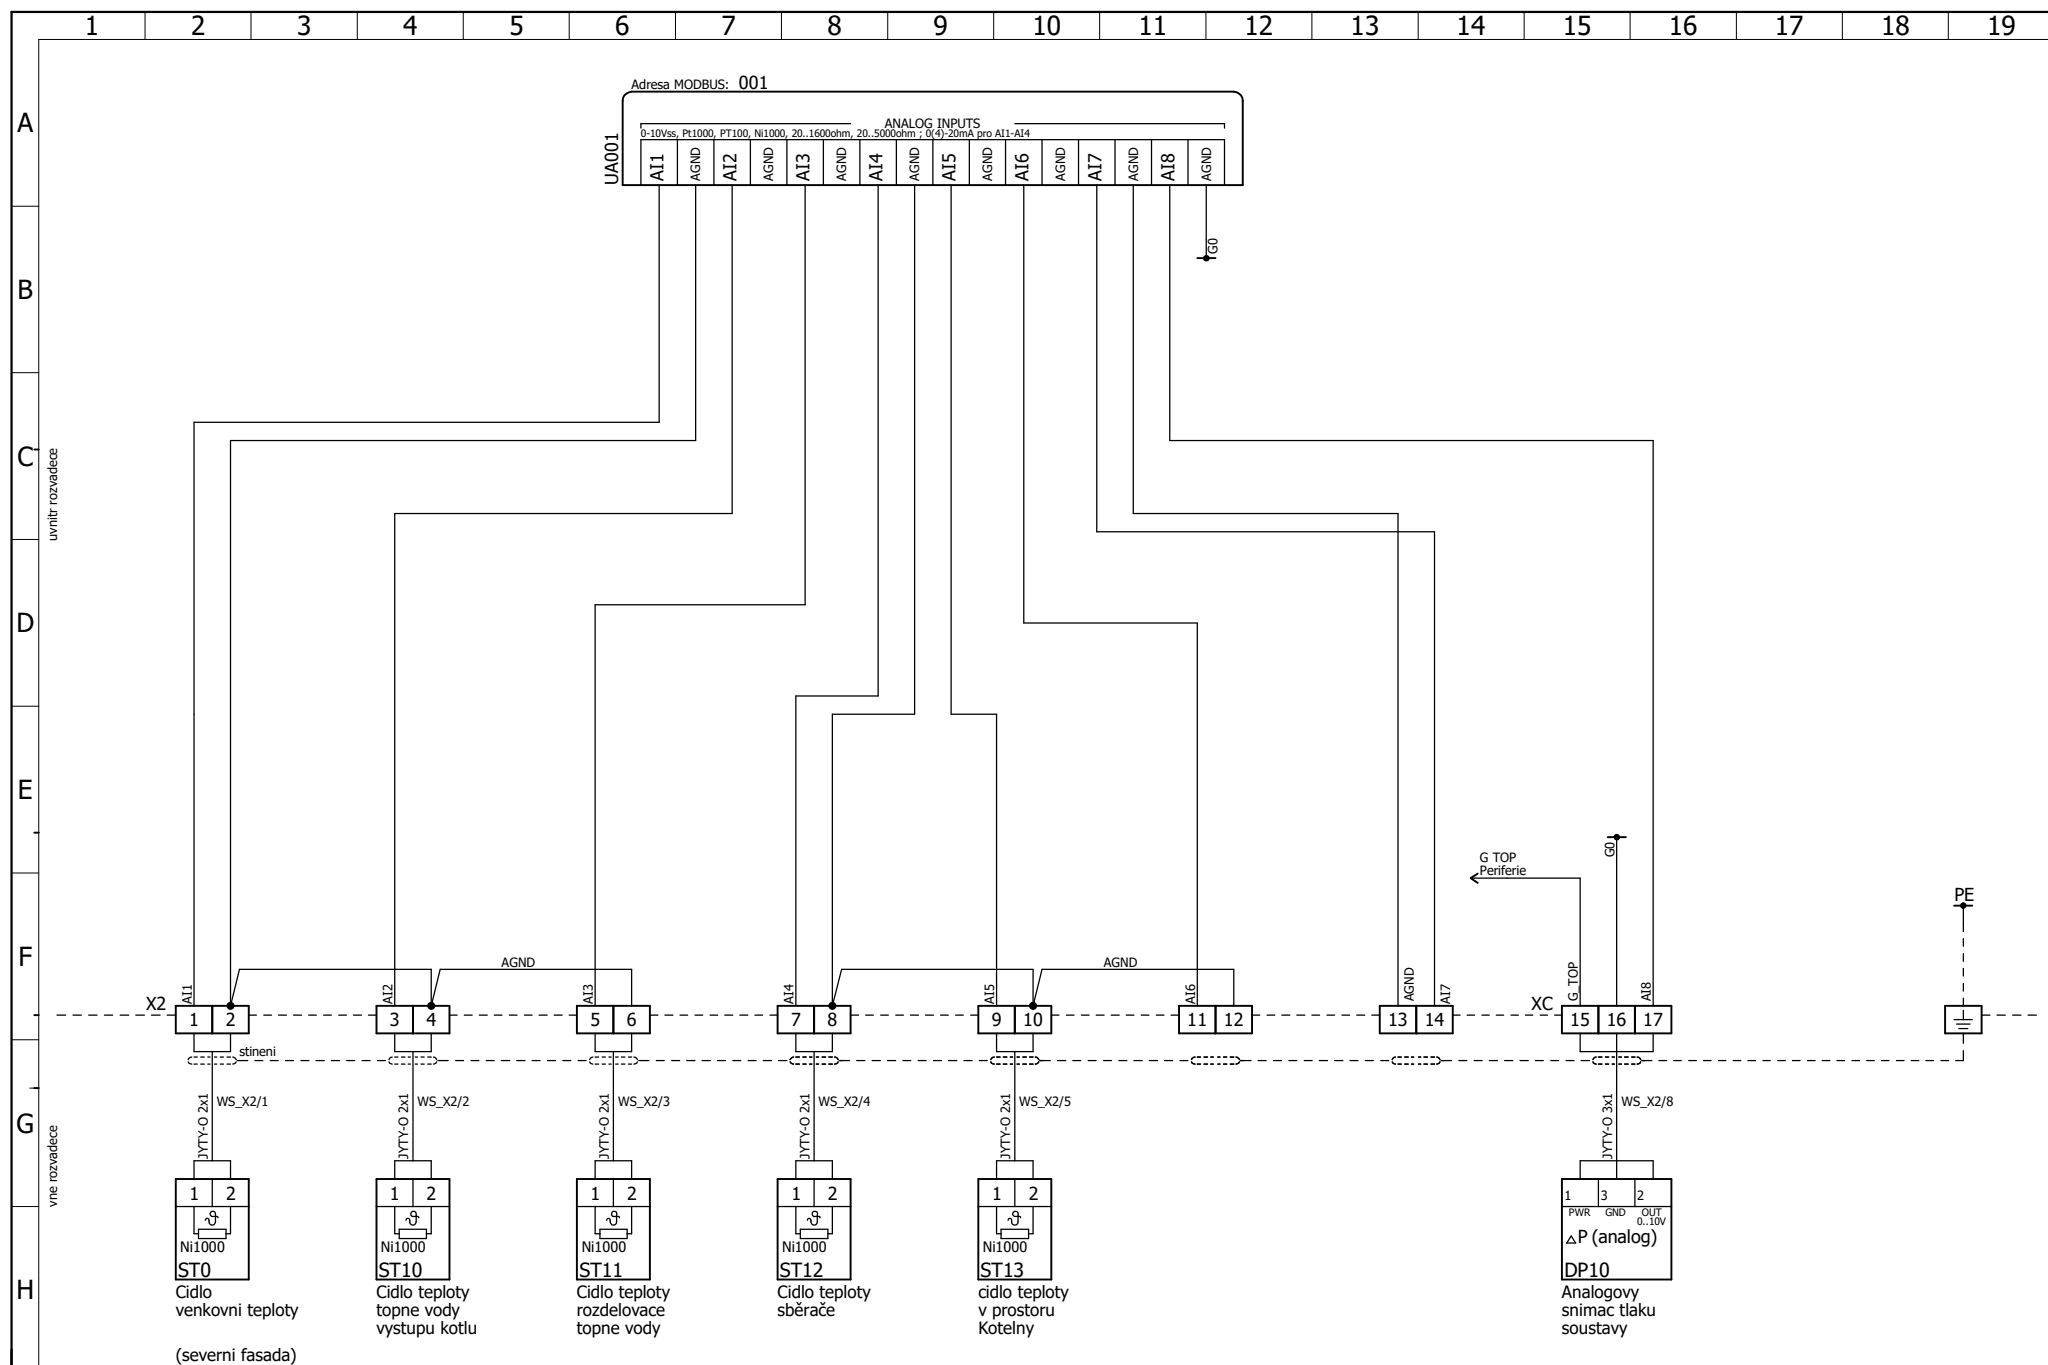 1 2 3 4 5 6 7 8 9 10 11 12 13 14 15 16 17 18 19
A
B
C
D
E
F
G
H
Adresa MODBUS: 001
UA001
ANALOG INPUTS
0-10Vss, Pt1000, PT100, Ni1000, 20..1600ohm, 20..5000ohm ; 0(4)-20mA pro AI1-AI4
AI1 AGND AI2 AGND AI3 AGND AI4 AGND AI5 AGND AI6 AGND AI7 AGND AI8 AGND
G0
uvnitr rozvadece
G0
G TOP
Periferie
PE
AGND
AGND
AI1 AI2 AI3 AI4 AI5 AI6 AGND AI7 G_TOP AI8
X2 1 2 3 4 5 6 7 8 9 10 11 12 13 14 XC 15 16 17
stineni
vne rozvadece
JYTY-O 2x1 WS_X2/1
JYTY-O 2x1 WS_X2/2
JYTY-O 2x1 WS_X2/3
JYTY-O 2x1 WS_X2/4
JYTY-O 2x1 WS_X2/5
JYTY-O 3x1 WS_X2/8
1 2
ϑ
Ni1000
ST0
Cidlo
venkovni teploty
(severni fasada)
1 2
ϑ
Ni1000
ST10
Cidlo teploty
topne vody
vystupu kotlu
1 2
ϑ
Ni1000
ST11
Cidlo teploty
rozdelovace
topne vody
1 2
ϑ
Ni1000
ST12
Cidlo teploty
sběrače
1 2
ϑ
Ni1000
ST13
cidlo teploty
v prostoru
Kotelny
1 3 2
PWR GND OUT
0..10V
△P (analog)
DP10
Analogovy
snimac tlaku
soustavy